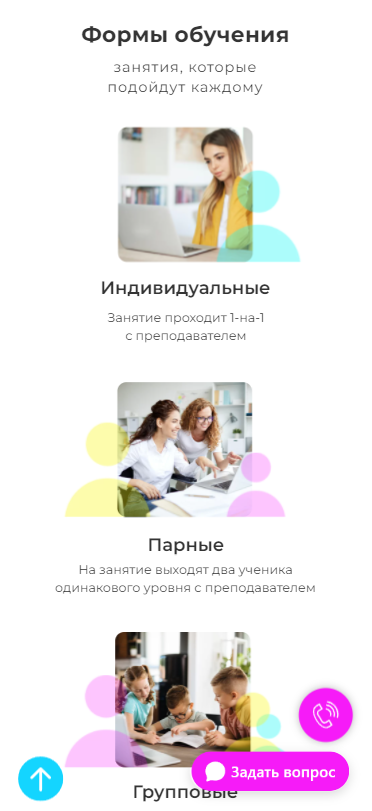 Формы обучения
занятия, которые
подойдут каждому
Индивидуальные
Занятие проходит 1-на-1
с преподавателем
Парные
На занятие выходят два ученика
одинакового уровня с преподавателем
Задать вопрос
Групповые